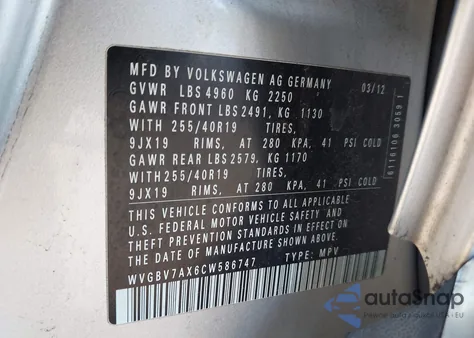 MFD BY VOLKSWAGEN AG GERMANY 03/12
GVWR LBS 4960 KG 2250
GAWR FRONT LBS 2491, KG 1130
WITH 255/40R19 TIRES,
9JX19 RIMS, AT 280 KPA, 41 PSI COLD
GAWR REAR LBS 2579, KG 1170
WITH 255/40R19 TIRES,
9JX19 RIMS, AT 280 KPA, 41 PSI COLD
THIS VEHICLE CONFORMS TO ALL APPLICABLE
U.S. FEDERAL MOTOR VEHICLE SAFETY AND
THEFT PREVENTION STANDARDS IN EFFECT ON
THE DATE OF MANUFACTURE SHOWN ABOVE.
WVGBV7AX6CW586747 TYPE: MPV
autoSnap